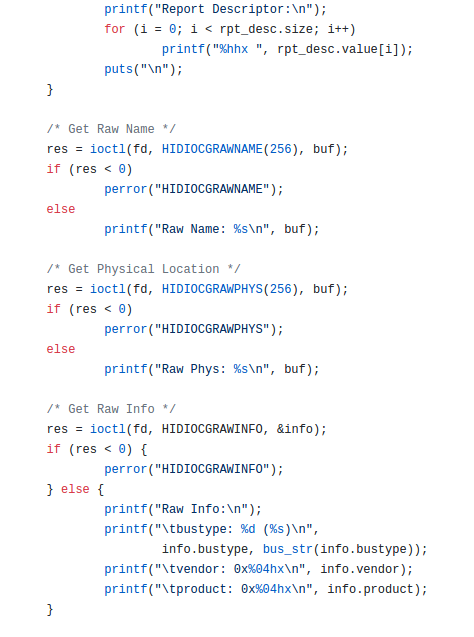 printf("Report Descriptor:\n");
                for (i = 0; i < rpt_desc.size; i++)
                        printf("%hhx ", rpt_desc.value[i]);
                puts("\n");
        }

        /* Get Raw Name */
        res = ioctl(fd, HIDIOCGRAWNAME(256), buf);
        if (res < 0)
                perror("HIDIOCGRAWNAME");
        else
                printf("Raw Name: %s\n", buf);

        /* Get Physical Location */
        res = ioctl(fd, HIDIOCGRAWPHYS(256), buf);
        if (res < 0)
                perror("HIDIOCGRAWPHYS");
        else
                printf("Raw Phys: %s\n", buf);

        /* Get Raw Info */
        res = ioctl(fd, HIDIOCGRAWINFO, &info);
        if (res < 0) {
                perror("HIDIOCGRAWINFO");
        } else {
                printf("Raw Info:\n");
                printf("\tbustype: %d (%s)\n",
                        info.bustype, bus_str(info.bustype));
                printf("\tvendor: 0x%04hx\n", info.vendor);
                printf("\tproduct: 0x%04hx\n", info.product);
        }